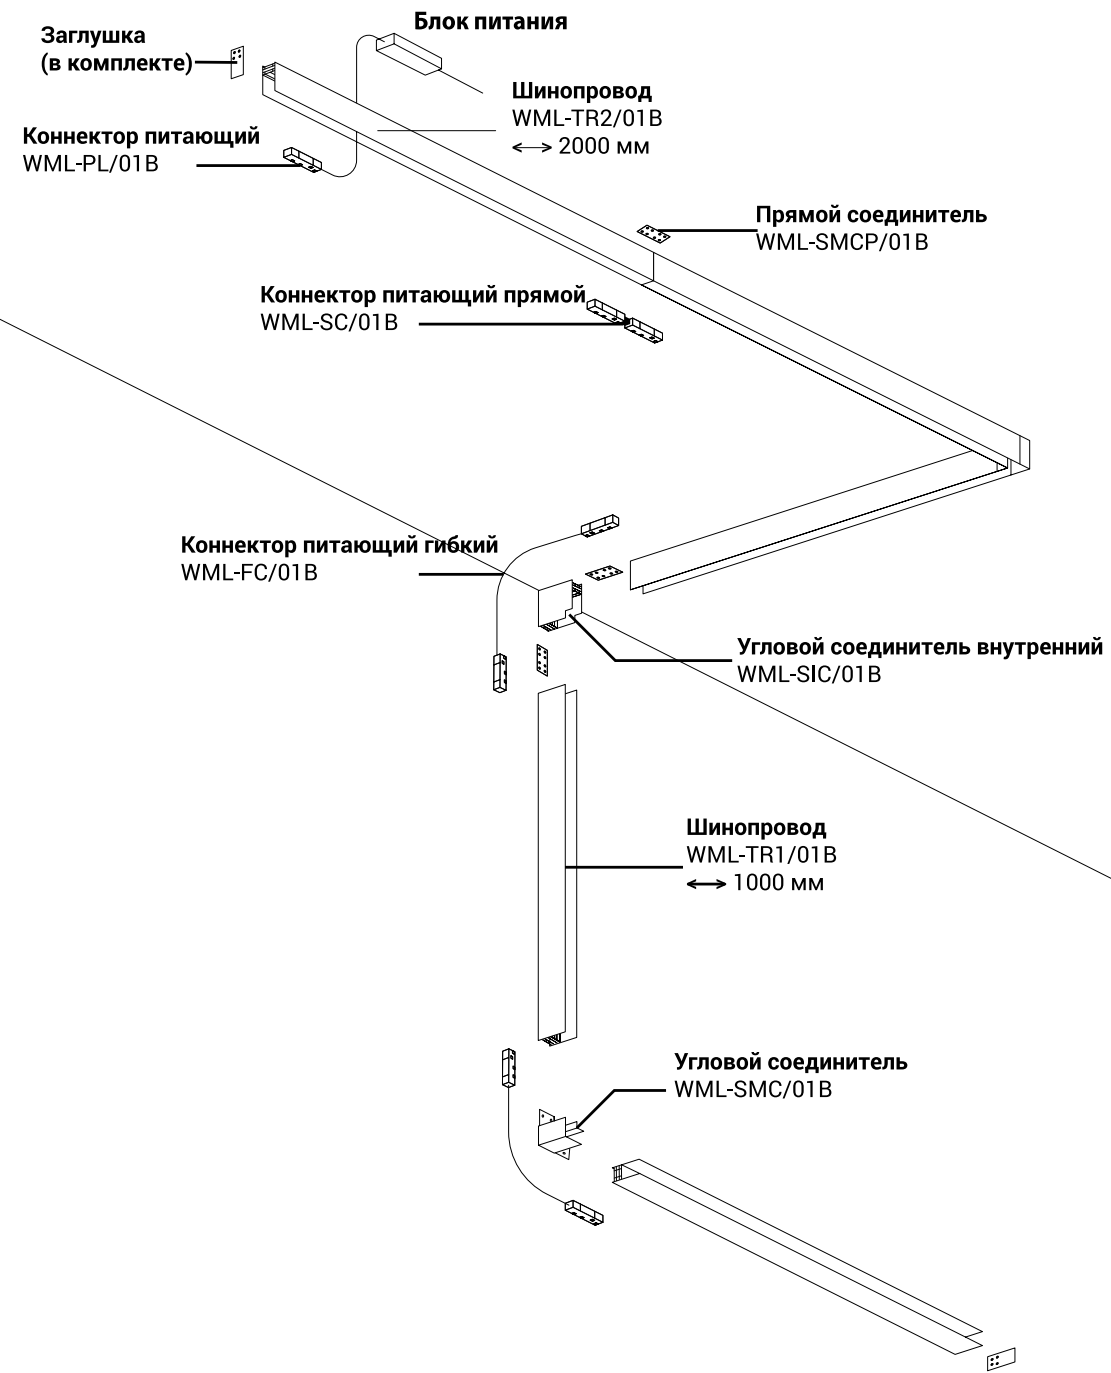 Блок питания
Заглушка
(в комплекте)
Шинопровод
WML-TR2/01B
↔ 2000 мм
Коннектор питающий
WML-PL/01B
Прямой соединитель
WML-SMCP/01B
Коннектор питающий прямой
WML-SC/01B
Коннектор питающий гибкий
WML-FC/01B
Угловой соединитель внутренний
WML-SIC/01B
Шинопровод
WML-TR1/01B
↔ 1000 мм
Угловой соединитель
WML-SMC/01B